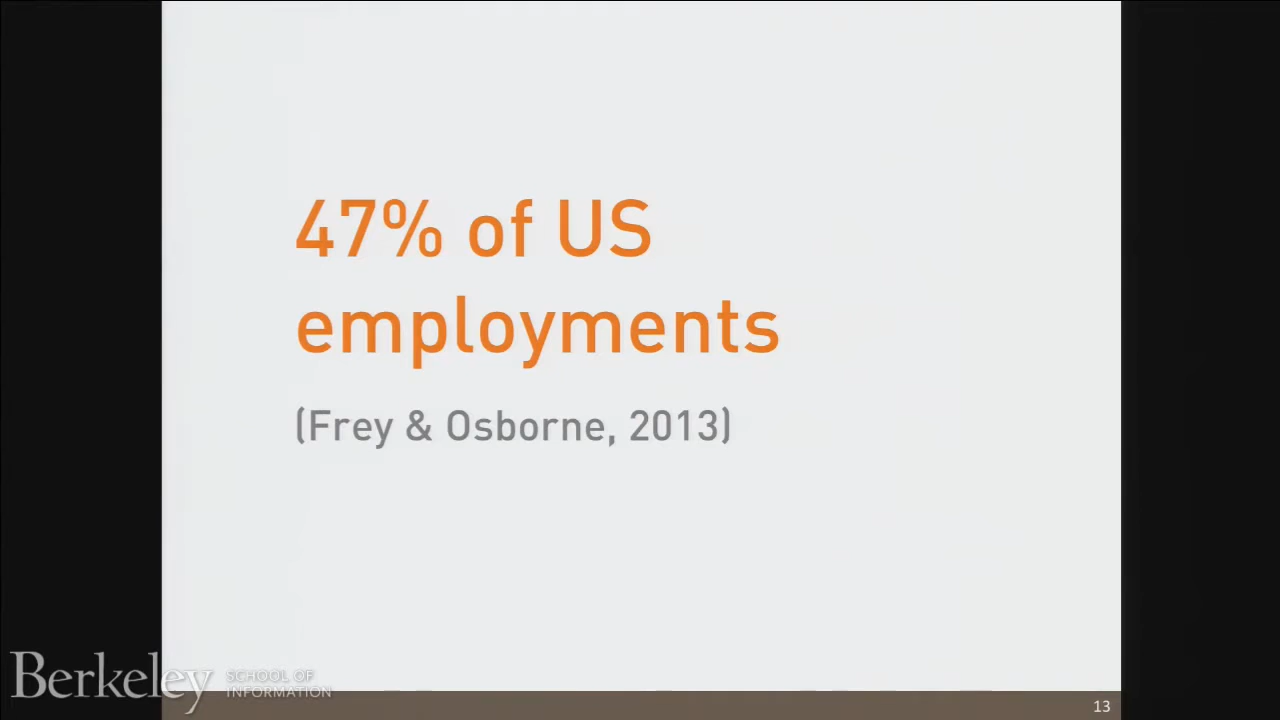 47% of US
employments
(Frey & Osborne, 2013)
Berkeley SCHOOL OF
INFORMATION
13